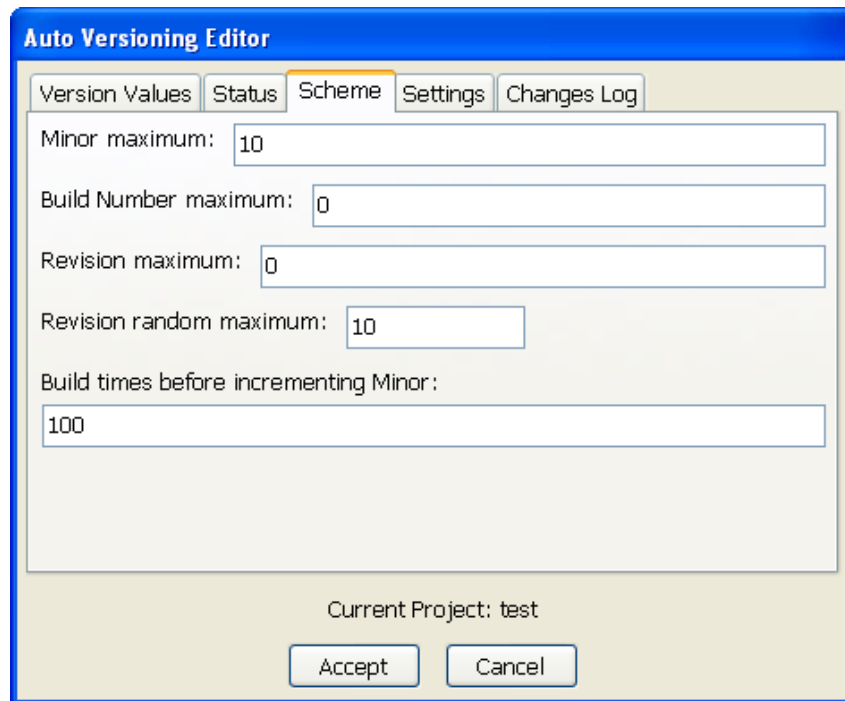 Auto Versioning Editor
Version Values Status Scheme Settings Changes Log
Minor maximum: 10
Build Number maximum: 0
Revision maximum: 0
Revision random maximum: 10
Build times before incrementing Minor:
100
Current Project: test
Accept Cancel